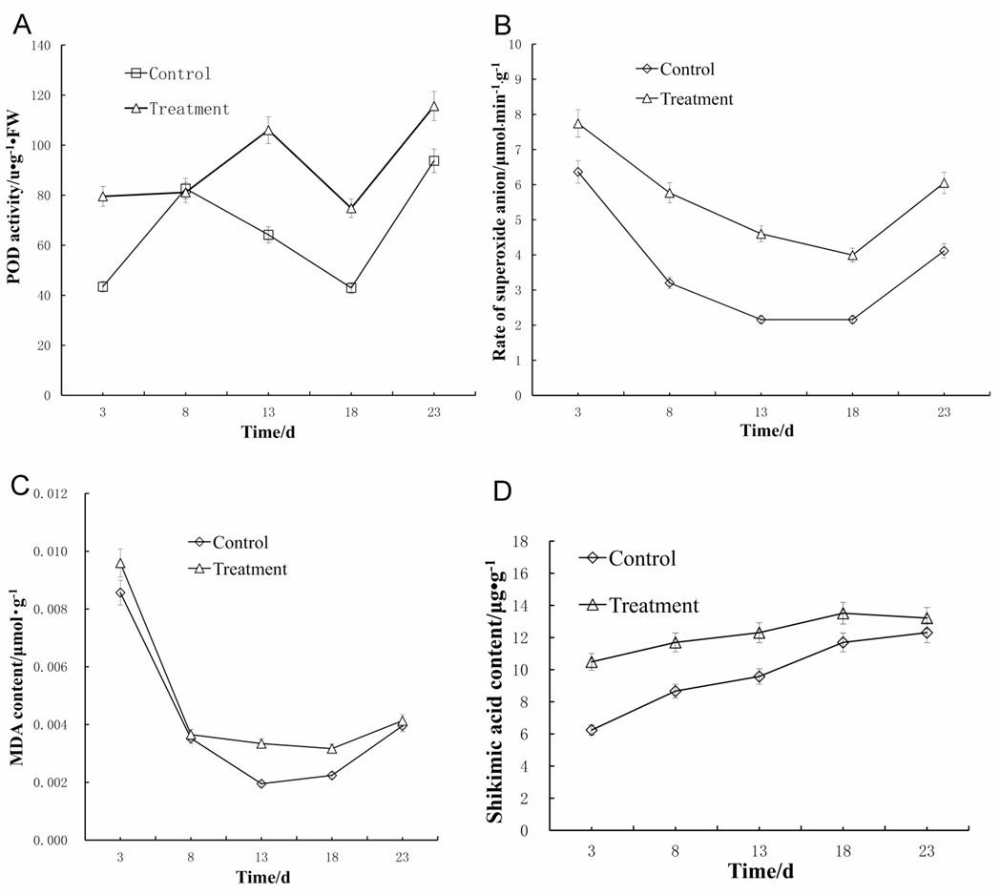 A
POD activity/u•g-1•FW
140
120
100
80
60
40
20
0
Control
Treatment
3 8 13 18 23
Time/d
B
Rate of superoxide anion/μmol·min-1·g-1
10
9
8
7
6
5
4
3
2
1
0
Control
Treatment
3 8 13 18 23
Time/d
C
MDA content/μmol·g-1
0.012
0.010
0.008
0.006
0.004
0.002
0.000
Control
Treatment
3 8 13 18 23
Time/d
D
Shikimic acid content/μg•g-1
18
16
14
12
10
8
6
4
2
0
Control
Treatment
3 8 13 18 23
Time/d